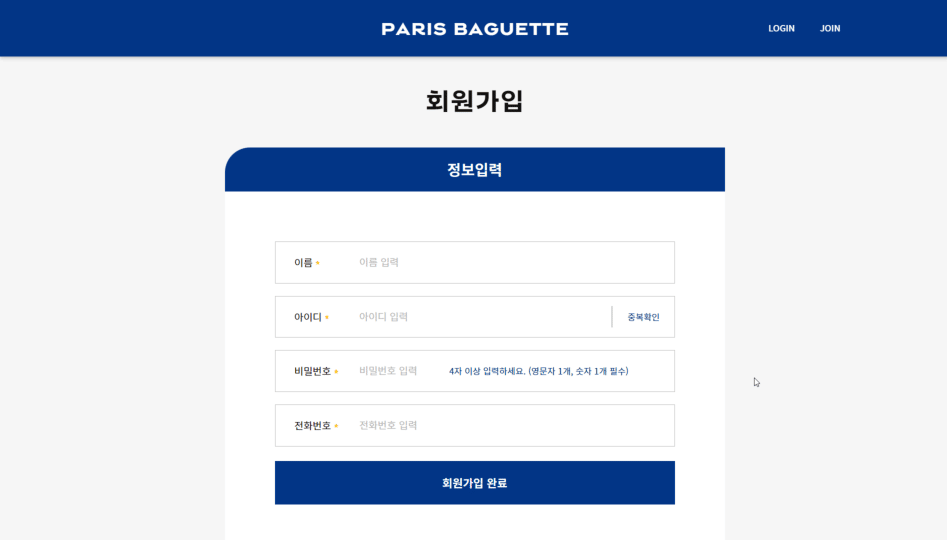 PARIS BAGUETTE
LOGIN JOIN
회원가입
정보입력
이름 * 이름 입력
아이디 * 아이디 입력 중복확인
비밀번호 * 비밀번호 입력 4자 이상 입력하세요. (영문자 1개, 숫자 1개 필수)
전화번호 * 전화번호 입력
회원가입 완료